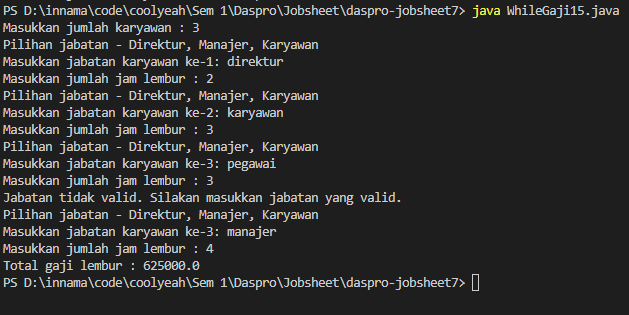 PS D:\innama\code\coolyeah\Sem 1\Daspro\Jobsheet\daspro-jobsheet7> java WhileGaji15.java
Masukkan jumlah karyawan : 3
Pilihan jabatan - Direktur, Manajer, Karyawan
Masukkan jabatan karyawan ke-1: direktur
Masukkan jumlah jam lembur : 2
Pilihan jabatan - Direktur, Manajer, Karyawan
Masukkan jabatan karyawan ke-2: karyawan
Masukkan jumlah jam lembur : 3
Pilihan jabatan - Direktur, Manajer, Karyawan
Masukkan jabatan karyawan ke-3: pegawai
Masukkan jumlah jam lembur : 3
Jabatan tidak valid. Silakan masukkan jabatan yang valid.
Pilihan jabatan - Direktur, Manajer, Karyawan
Masukkan jabatan karyawan ke-3: manajer
Masukkan jumlah jam lembur : 4
Total gaji lembur : 625000.0
PS D:\innama\code\coolyeah\Sem 1\Daspro\Jobsheet\daspro-jobsheet7>